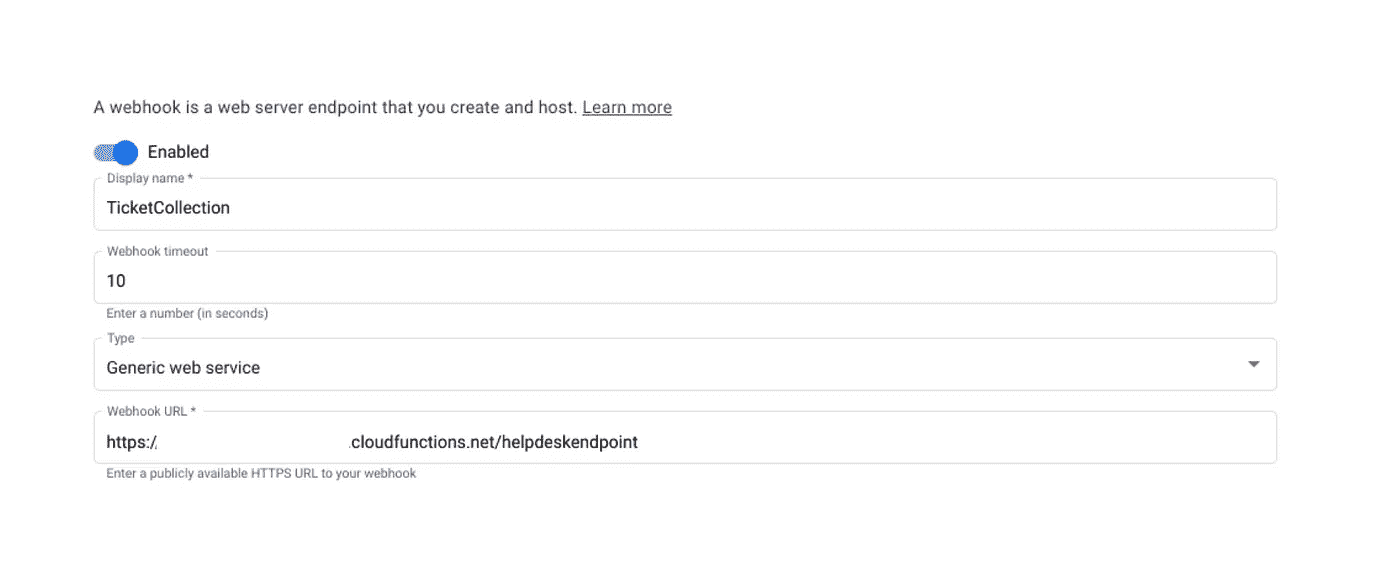 A webhook is a web server endpoint that you create and host. Learn more
Enabled
Display name *
TicketCollection
Webhook timeout
10
Enter a number (in seconds)
Type
Generic web service
Webhook URL *
https:/ .cloudfunctions.net/helpdeskendpoint
Enter a publicly available HTTPS URL to your webhook